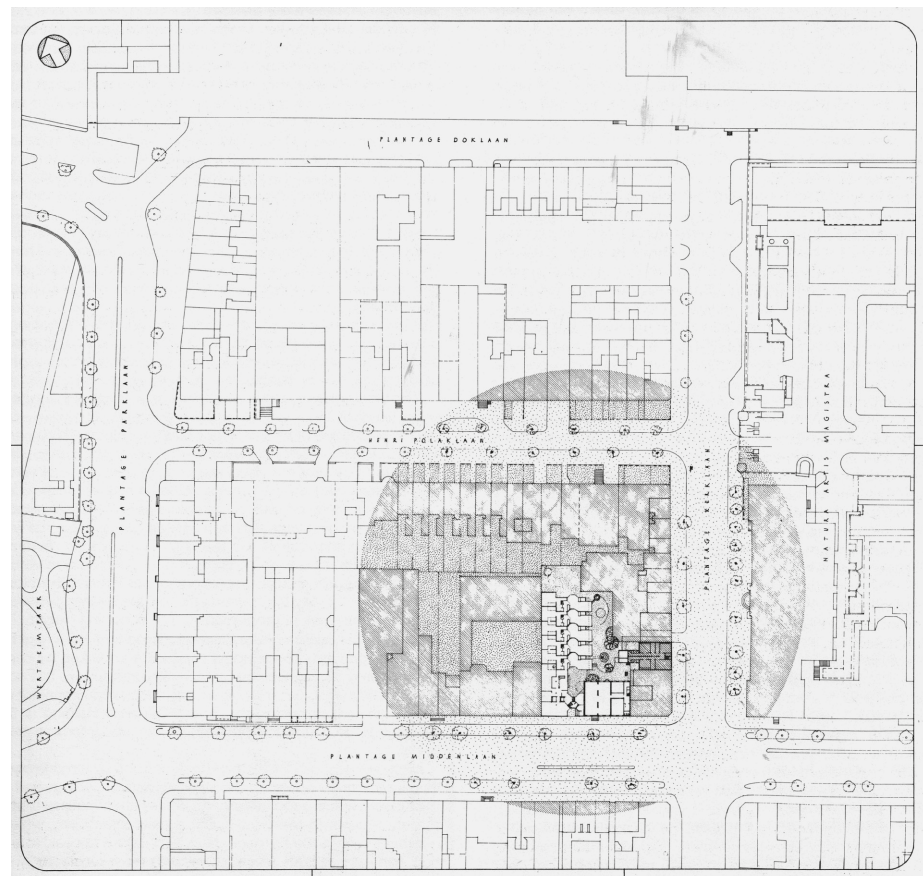 PLANTAGE DOKLAAN
PLANTAGE PARKLAAN
HENRI POLAKLAAN
PLANTAGE KERKLAAN
NATURA ARTIS MAGISTRA
WERTHEIM PARK
PLANTAGE MIDDENLAAN